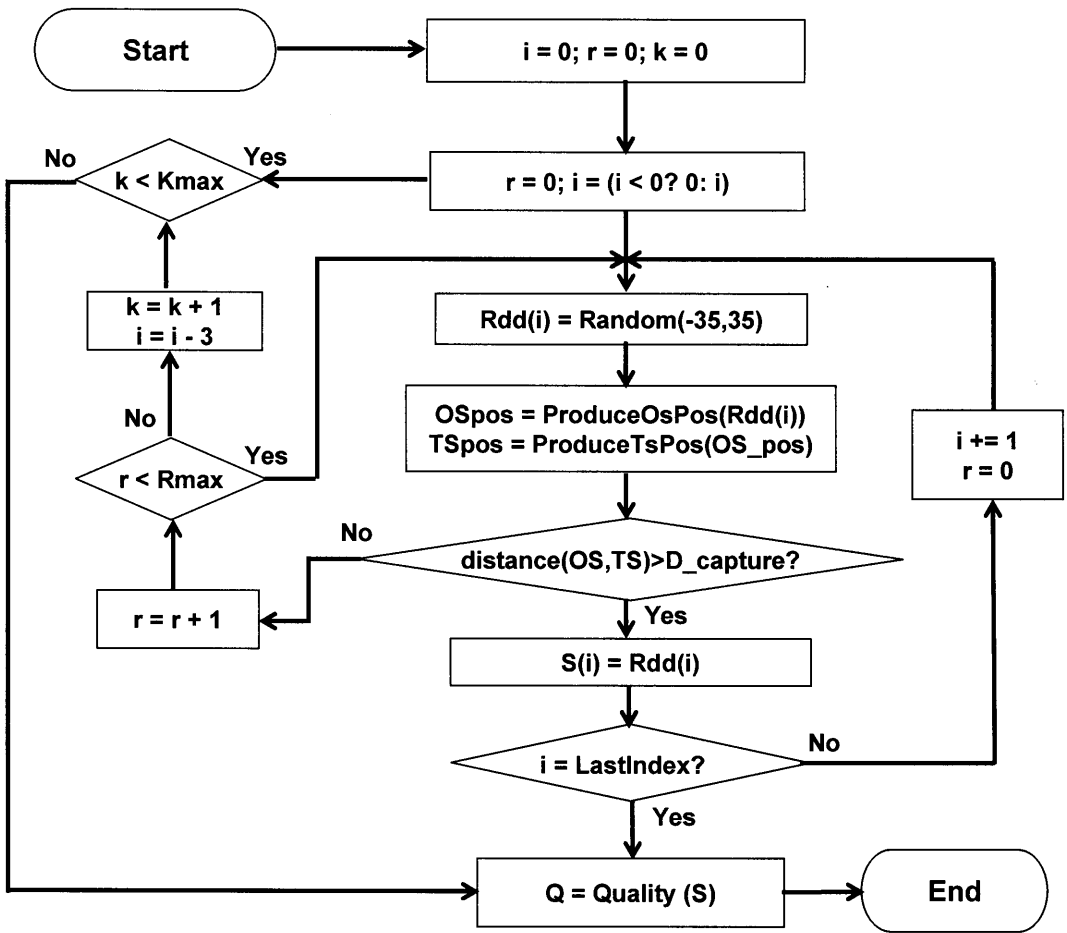 Start
i = 0; r = 0; k = 0
No
k < Kmax
Yes
r = 0; i = (i < 0? 0: i)
k = k + 1
i = i - 3
Rdd(i) = Random(-35,35)
OSpos = ProduceOsPos(Rdd(i))
TSpos = ProduceTsPos(OS_pos)
i += 1
r = 0
No
r < Rmax
Yes
No
distance(OS,TS)>D_capture?
r = r + 1
Yes
S(i) = Rdd(i)
i = LastIndex?
No
Yes
Q = Quality (S)
End